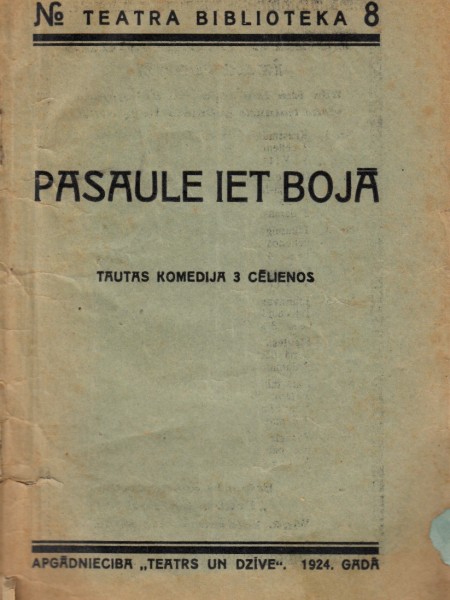 № TEATRA BIBLIOTEKA 8
PASAULE IET BOJĀ
TAUTAS KOMEDIJA 3 CĒLIENOS
APGĀDNIECIBA „TEATRS UN DZĪVE“. 1924. GADĀ